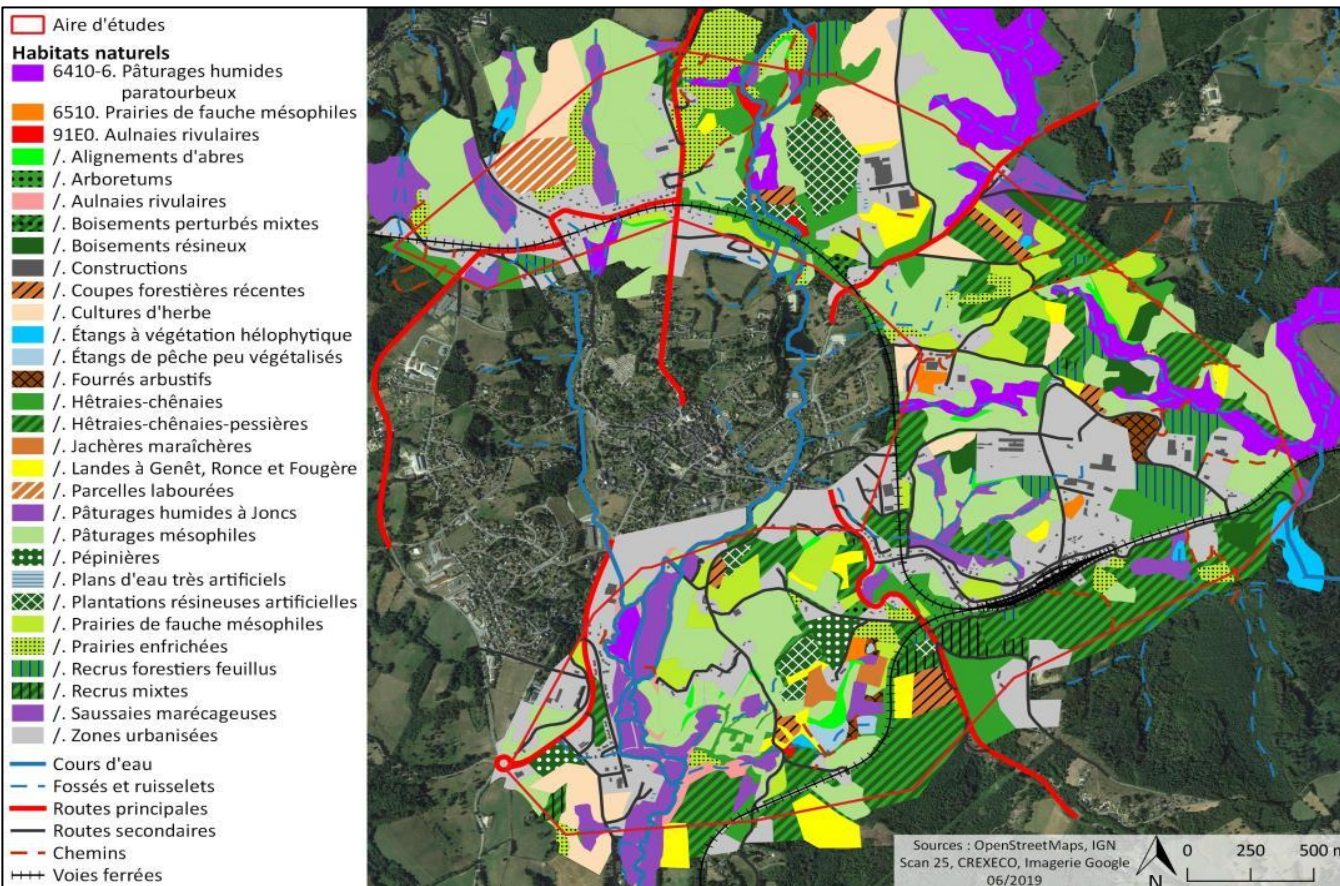 Aire d'études
Habitats naturels
6410-6. Pâturages humides
paratourbeux
6510. Prairies de fauche mésophiles
91E0. Aulnaies rivulaires
/. Alignements d'abres
/. Arboretums
/. Aulnaies rivulaires
/. Boisements perturbés mixtes
/. Boisements résineux
/. Constructions
/. Coupes forestières récentes
/. Cultures d'herbe
/. Étangs à végétation hélophytique
/. Étangs de pêche peu végétalisés
/. Fourrés arbustifs
/. Hêtraies-chênaies
/. Hêtraies-chênaies-pessières
/. Jachères maraîchères
/. Landes à Genêt, Ronce et Fougère
/. Parcelles labourées
/. Pâturages humides à Joncs
/. Pâturages mésophiles
/. Pépinières
/. Plans d'eau très artificiels
/. Plantations résineuses artificielles
/. Prairies de fauche mésophiles
/. Prairies enfrichées
/. Recrus forestiers feuillus
/. Recrus mixtes
/. Saussaies marécageuses
/. Zones urbanisées
Cours d'eau
Fossés et ruisselets
Routes principales
Routes secondaires
Chemins
Voies ferrées
Sources : OpenStreetMaps, IGN
Scan 25, CREXECO, Imagerie Google
06/2019
N
0 250 500 m